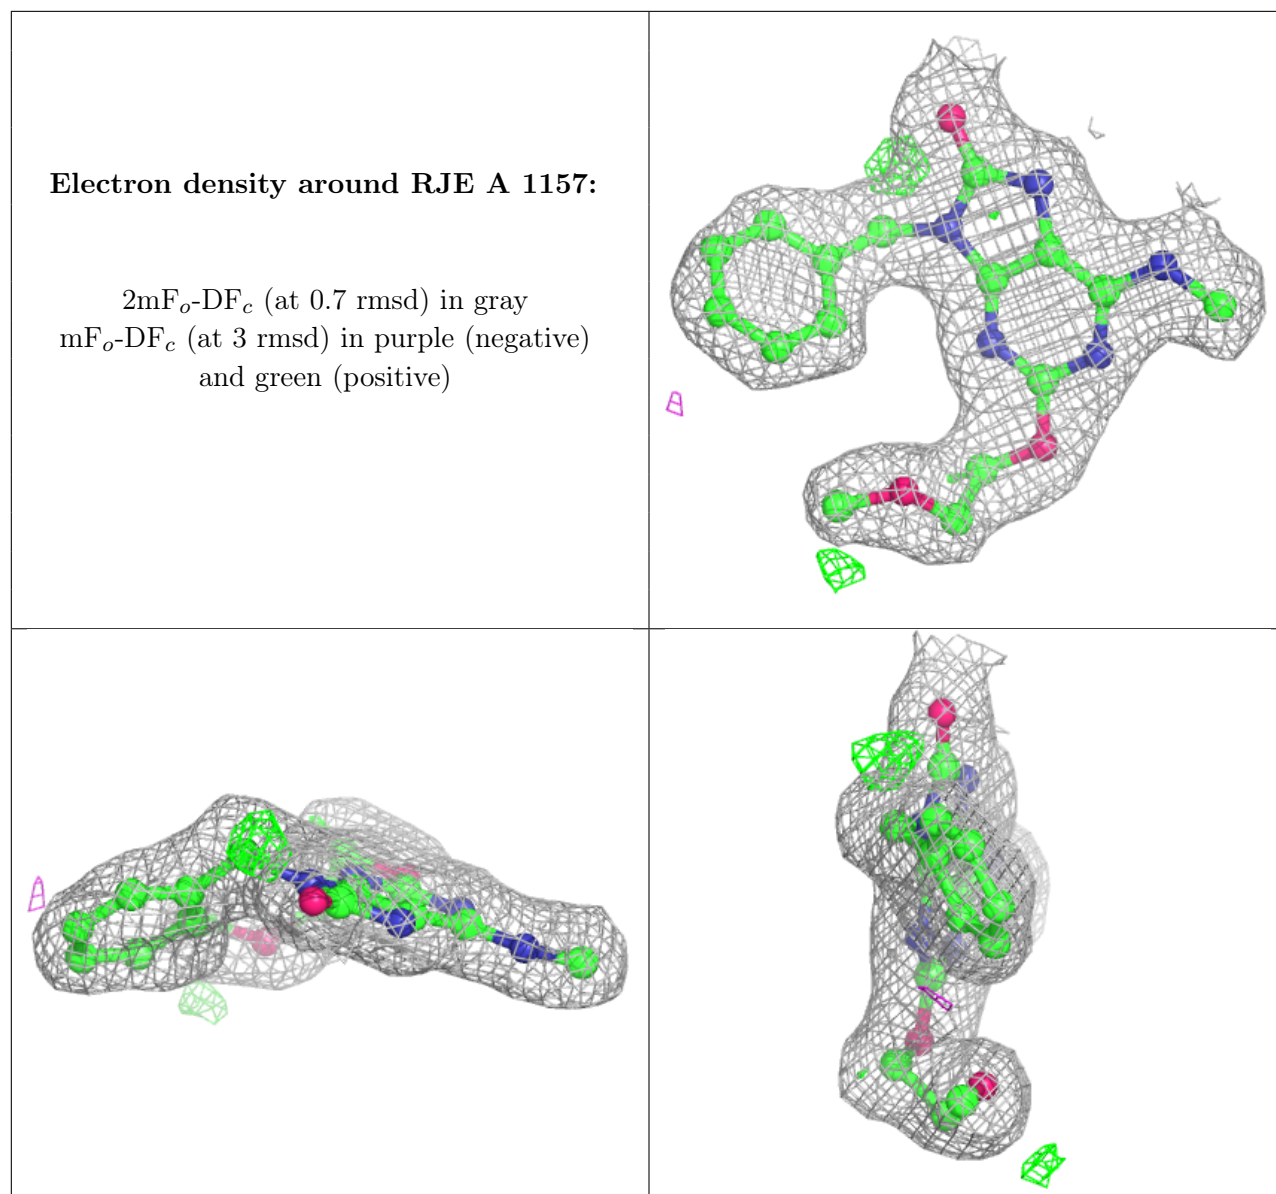 Electron density around RJE A 1157:
2mFₒ-DF𝒸 (at 0.7 rmsd) in gray
mFₒ-DF𝒸 (at 3 rmsd) in purple (negative)
and green (positive)